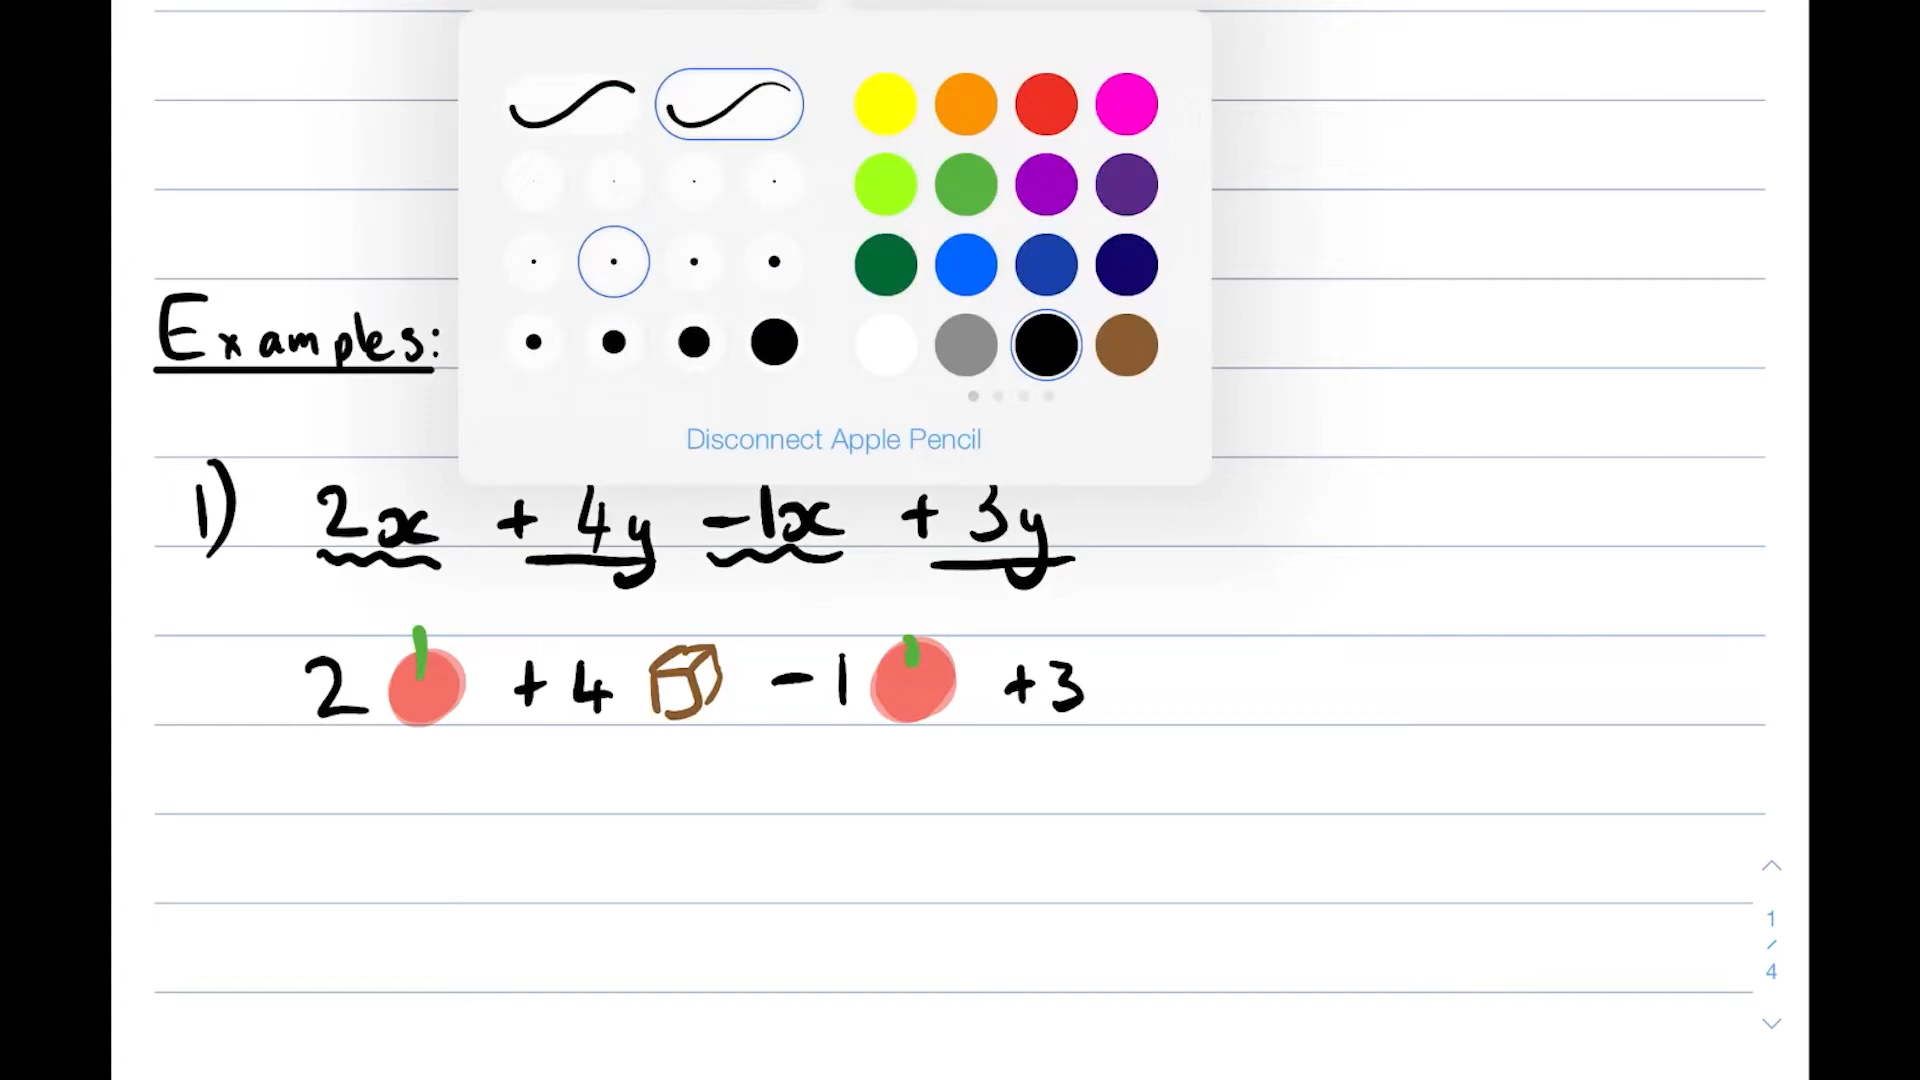 Disconnect Apple Pencil
Examples:
1) 2x + 4y - 1x + 3y
2 + 4 - 1 + 3
1
/
4